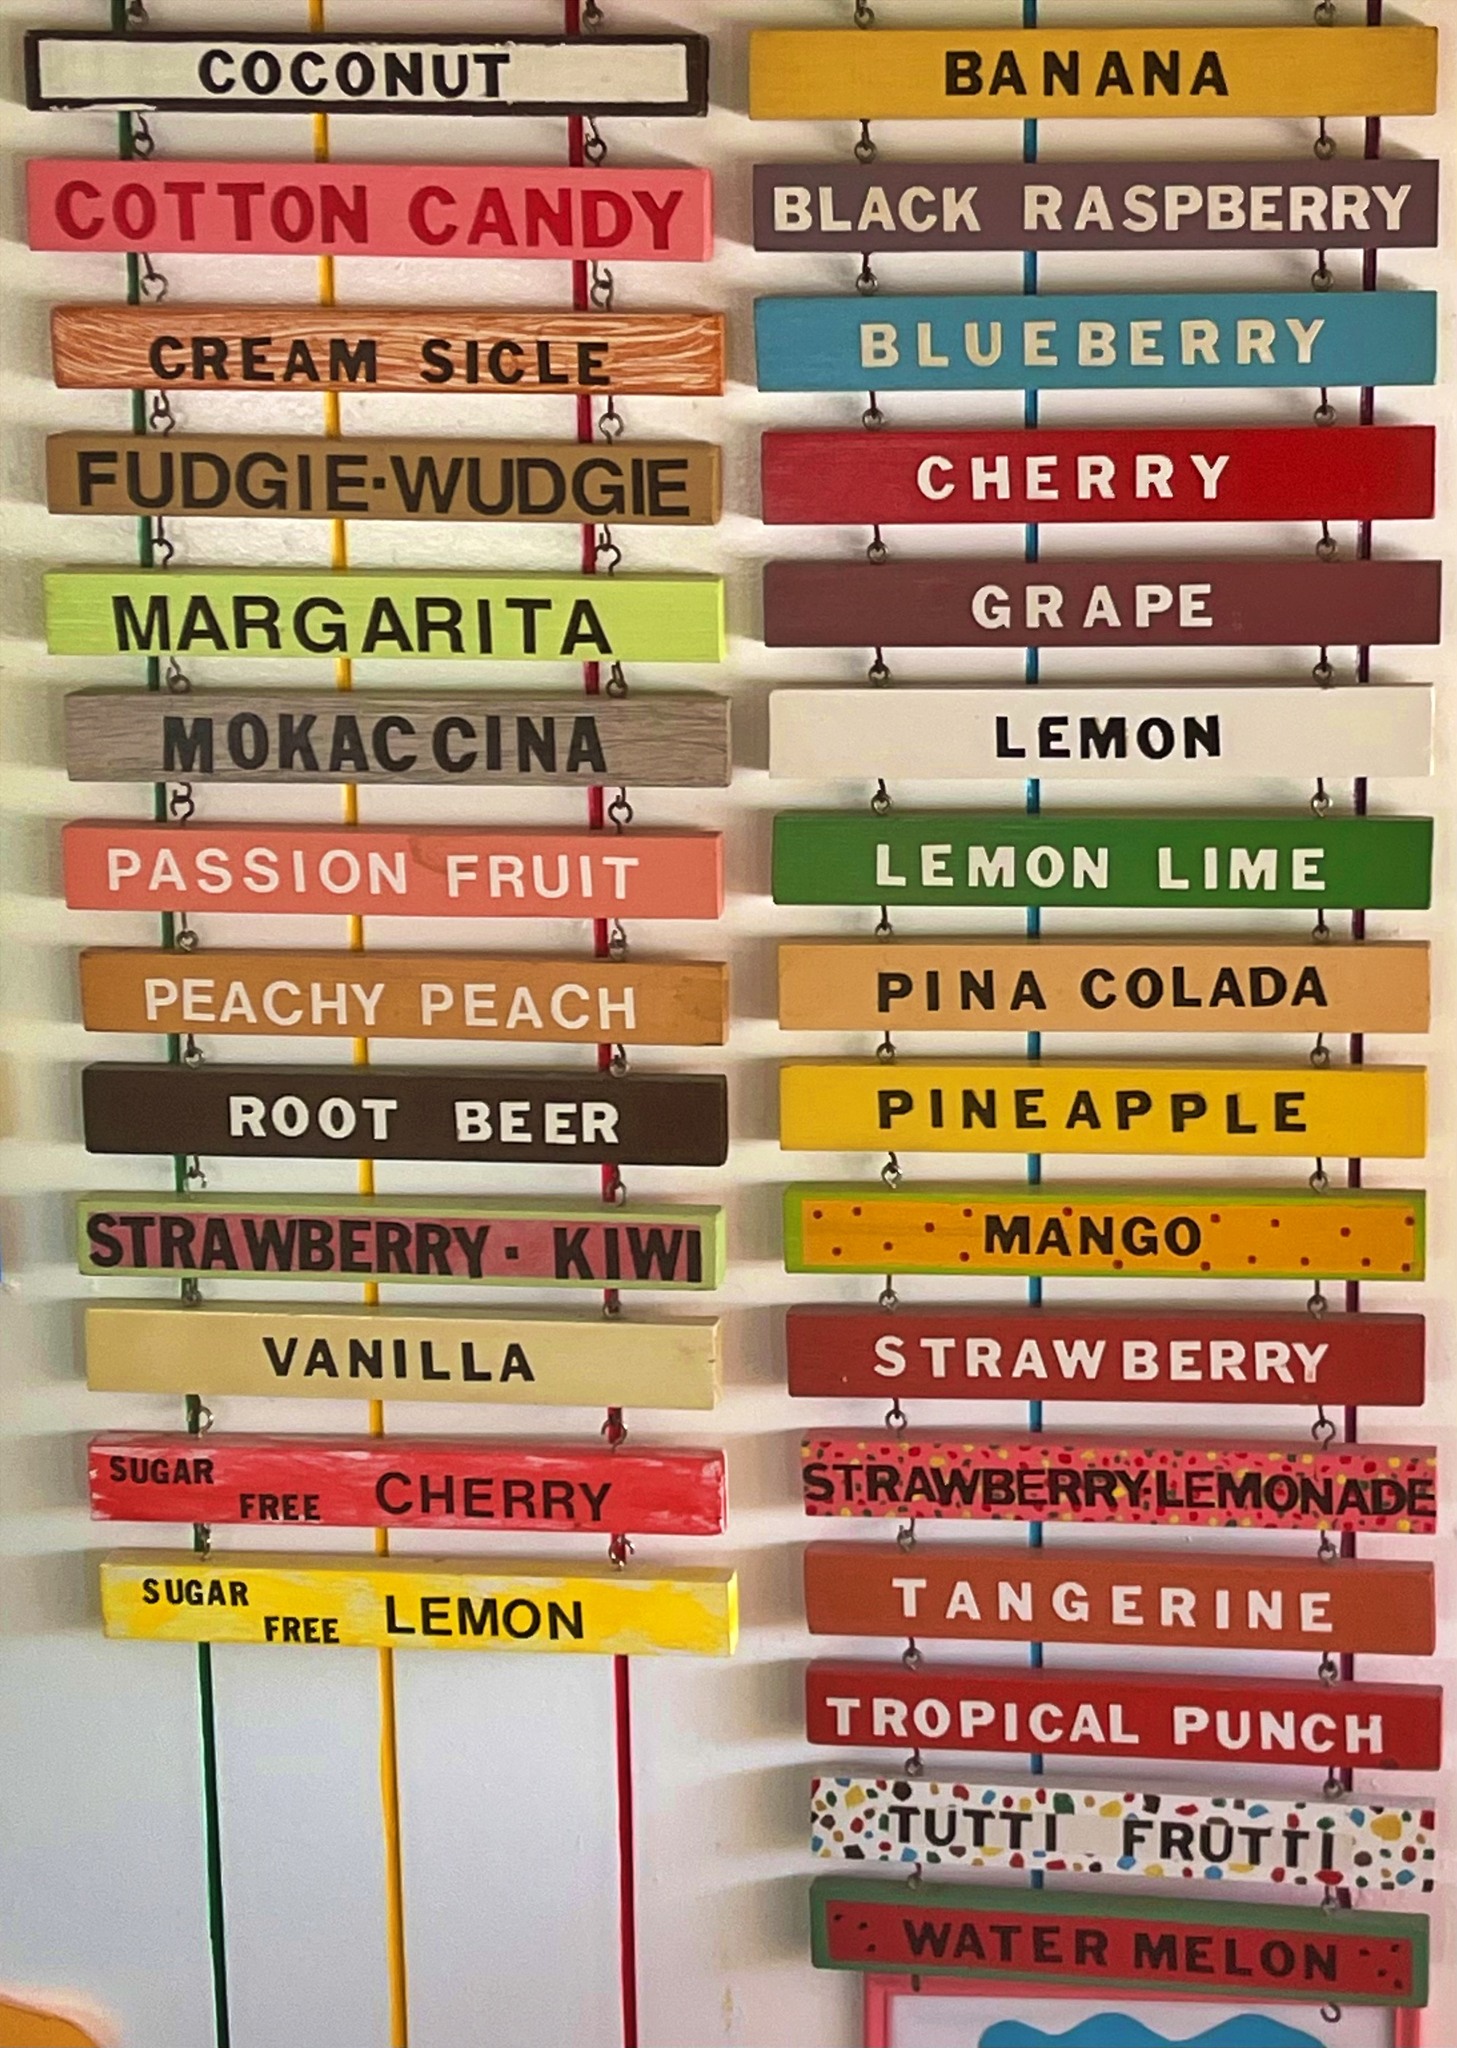 COCONUT
COTTON CANDY
CREAM SICLE
FUDGIE·WUDGIE
MARGARITA
MOKACCINA
PASSION FRUIT
PEACHY PEACH
ROOT BEER
STRAWBERRY · KIWI
VANILLA
SUGAR FREE CHERRY
SUGAR FREE LEMON
BANANA
BLACK RASPBERRY
BLUEBERRY
CHERRY
GRAPE
LEMON
LEMON LIME
PINA COLADA
PINEAPPLE
MANGO
STRAWBERRY
STRAWBERRY·LEMONADE
TANGERINE
TROPICAL PUNCH
TUTTI FRUTTI
WATER MELON